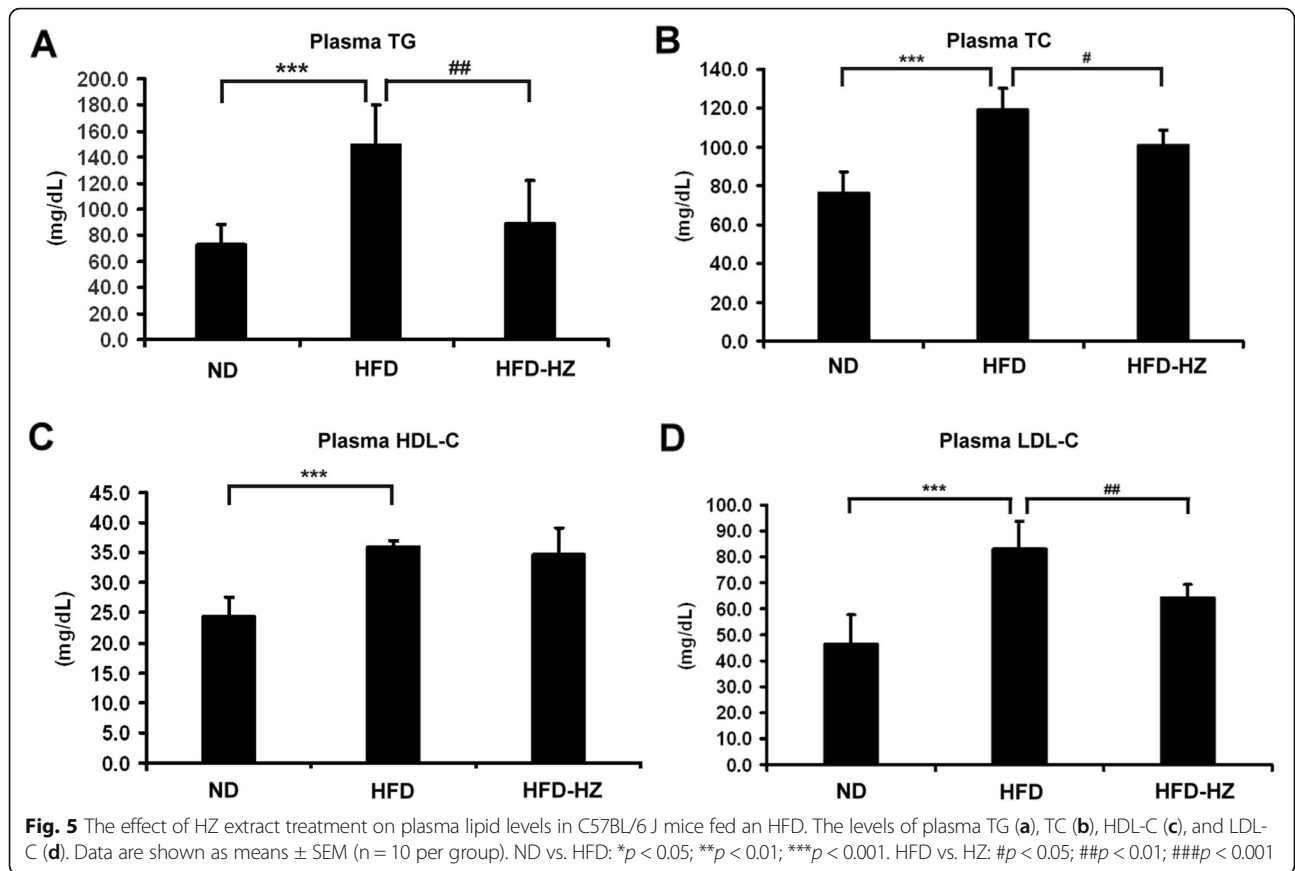 A
Plasma TG
***
##
200.0
180.0
160.0
140.0
120.0
100.0
80.0
60.0
40.0
20.0
0.0
(mg/dL)
ND HFD HFD-HZ
B
Plasma TC
***
#
140.0
120.0
100.0
80.0
60.0
40.0
20.0
0.0
(mg/dL)
ND HFD HFD-HZ
C
Plasma HDL-C
***
45.0
40.0
35.0
30.0
25.0
20.0
15.0
10.0
5.0
0.0
(mg/dL)
ND HFD HFD-HZ
D
Plasma LDL-C
***
##
100.0
90.0
80.0
70.0
60.0
50.0
40.0
30.0
20.0
10.0
0.0
(mg/dL)
ND HFD HFD-HZ
Fig. 5 The effect of HZ extract treatment on plasma lipid levels in C57BL/6 J mice fed an HFD. The levels of plasma TG (a), TC (b), HDL-C (c), and LDL-
C (d). Data are shown as means ± SEM (n = 10 per group). ND vs. HFD: *p < 0.05; **p < 0.01; ***p < 0.001. HFD vs. HZ: #p < 0.05; ##p < 0.01; ###p < 0.001